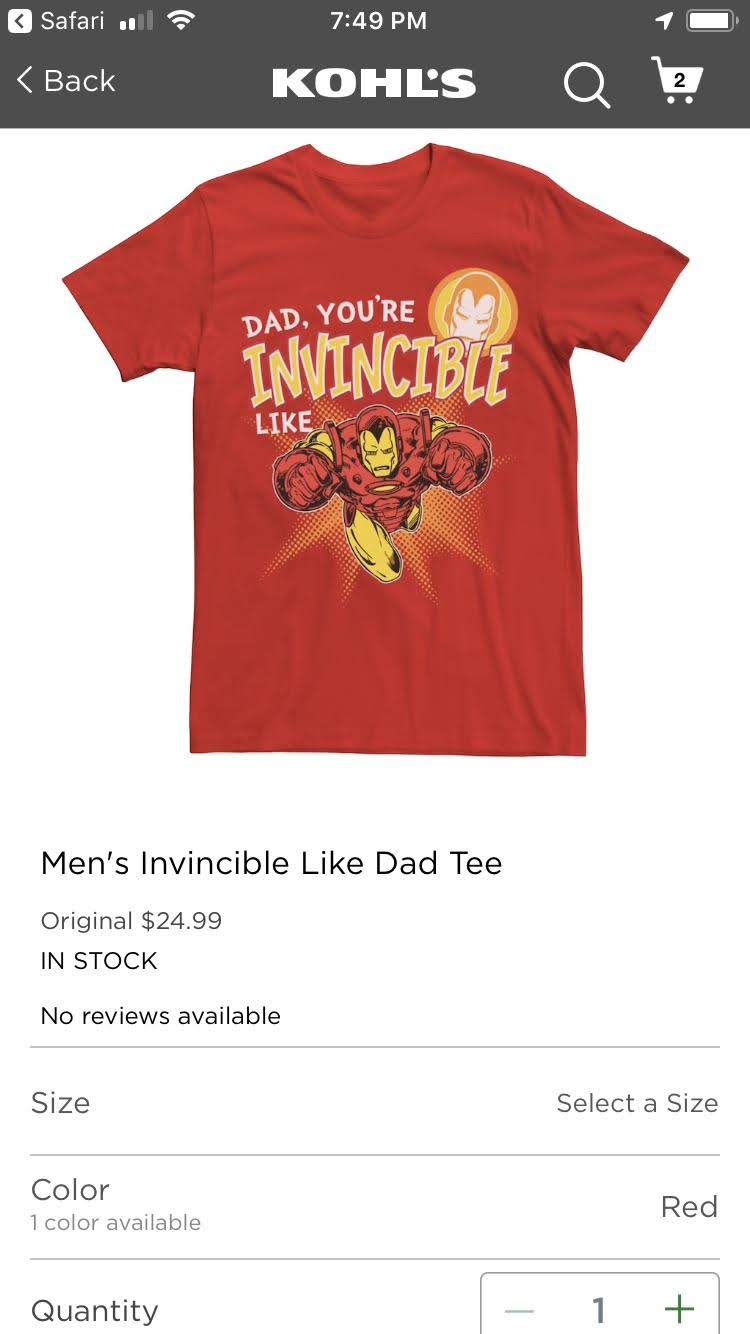 Safari
7:49 PM
Back
KOHL'S
2
DAD, YOU'RE
INVINCIBLE
LIKE
Men's Invincible Like Dad Tee
Original $24.99
IN STOCK
No reviews available
Size
Select a Size
Color
1 color available
Red
Quantity
1